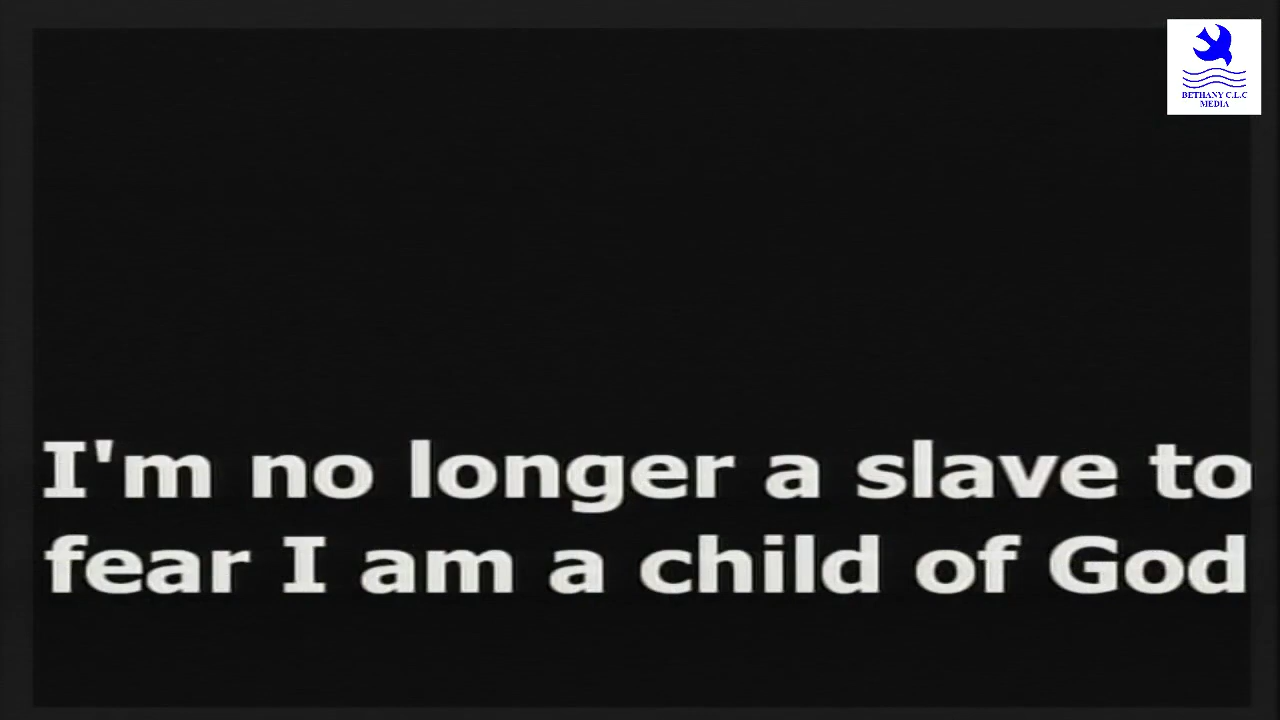 BETHANY C.L.C
MEDIA
I'm no longer a slave to
fear I am a child of God